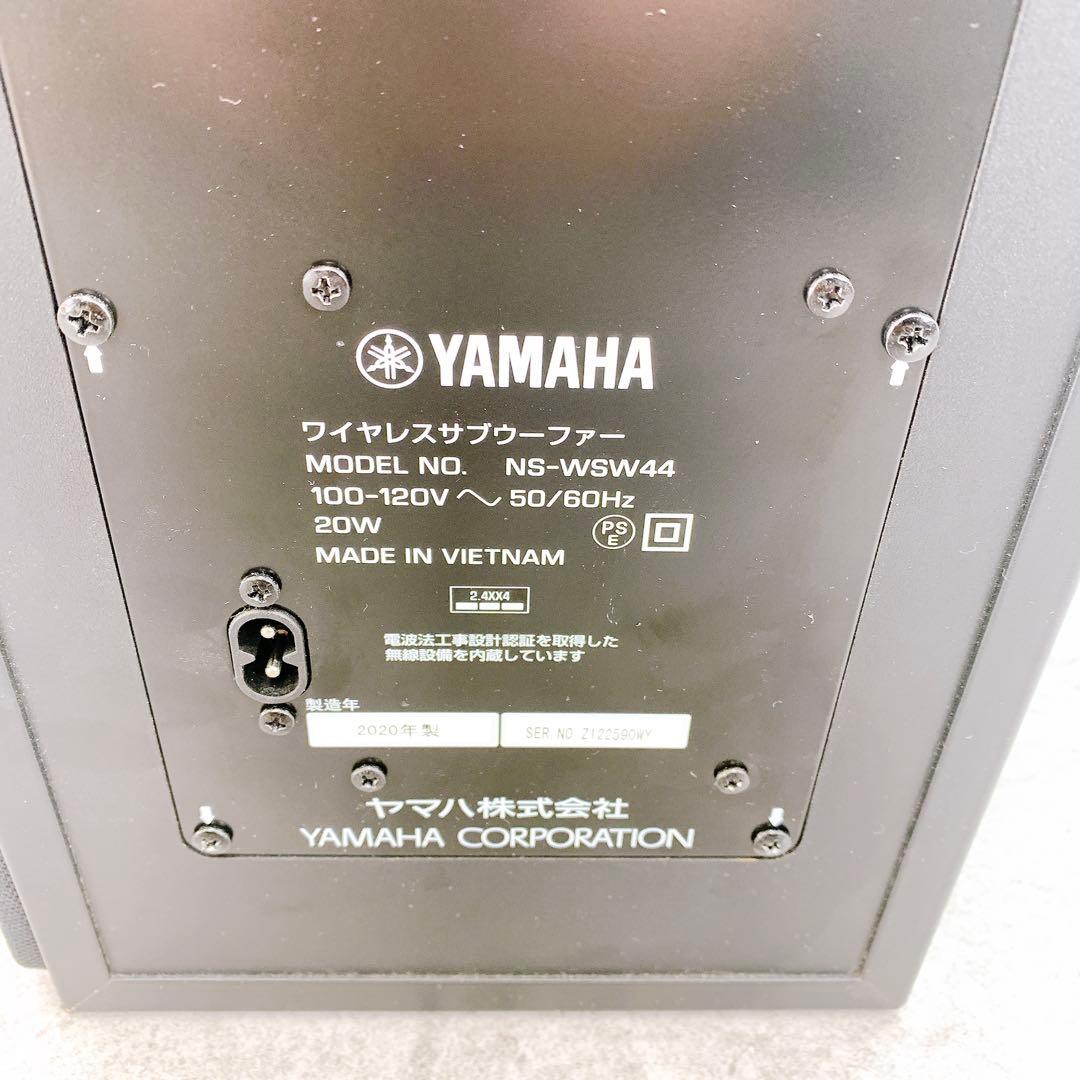 YAMAHA
ワイヤレスサブウーファー
MODEL NO. NS-WSW44
100-120V ～ 50/60Hz
20W
PS
E
MADE IN VIETNAM
2.4XX4
電波法工事設計認証を取得した
無線設備を内蔵しています
製造年
2020年製
SER NO Z122590WY
ヤマハ株式会社
YAMAHA CORPORATION